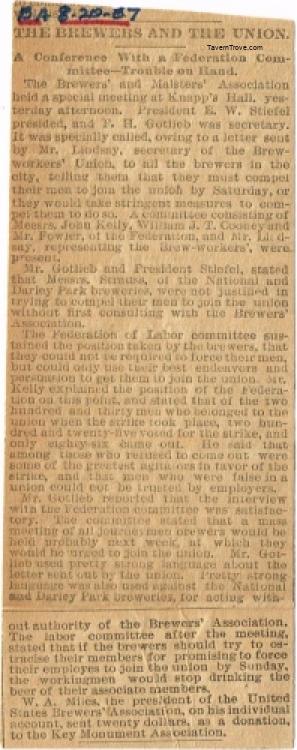 BA 8-20-87
TavernTrove.com
THE BREWERS AND THE UNION.
A Conference With a Federation Com-
mittee—Trouble on Hand.
The Brewers' and Malsters' Association
held a special meeting at Knapp's Hall, yes-
terday afternoon. President E. W. Stiefel
presided, and F. H. Gotlieb was secretary.
It was specially called, owing to a letter sent
by Mr. Lindsay, secretary of the Brew-
workers' Union, to all the brewers in the
city, telling them that they must compel
their men to join the union by Saturday, or
they would take stringent measures to com-
pel them to do so. A committee consisting of
Messrs. John Kelly, William J. T. Cooney and
Mr. Fowler, of the Federation, and Mr. Lind-
say, representing the Brew-workers', were
present.
Mr. Gotlieb and President Stiefel, stated
that Messrs. Strauss, of the National and
Darley Park breweries, were not justified in
trying to compel their men to join the union
without first consulting with the Brewers'
Association.
The Federation of Labor committee sus-
tained the position taken by the brewers, that
they could not be required to force their men,
but could only use their best endeavors and
persuasion to get them to join the union. Mr.
Kelly explained the position of the Federa-
tion on this point, and stated that of the two
hundred and thirty men who belonged to the
union when the strike took place, two hun-
dred and twenty-five voted for the strike, and
only eighty-six came out. He said that
among those who refused to come out were
some of the greatest agitators in favor of the
strike, and that men who were false in a
union could not be trusted by employers.
Mr. Gotlieb reported that the interview
with the Federation committee was satisfac-
tory. The committee stated that a mass
meeting of all journeymen brewers would be
held probably next week, at which they
would be urged to join the union. Mr. Got-
lieb used pretty strong language about the
letter sent out by the union. Pretty strong
language was also used against the National
and Darley Park breweries, for acting with-
out authority of the Brewers' Association.
The labor committee after the meeting,
stated that if the brewers should try to os-
tracise their members for promising to force
their employes to join the union by Sunday,
the workingmen would stop drinking the
beer of their associate members.
W. A. Miles, the president of the United
States Brewers' Association, on his individual
account, sent twenty dollars, as a donation,
to the Key Monument Association.